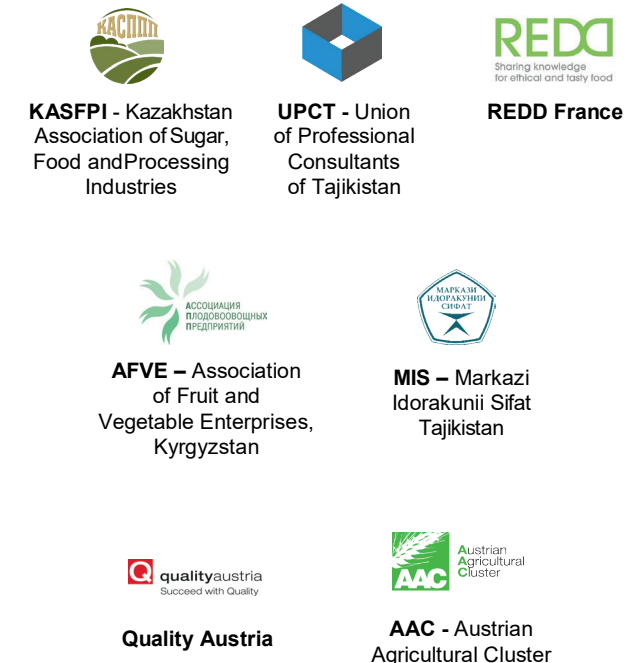 КАСППП
REDD
Sharing knowledge
for ethical and tasty food
KASFPI - Kazakhstan
Association of Sugar,
Food andProcessing
Industries
UPCT - Union
of Professional
Consultants
of Tajikistan
REDD France
АССОЦИАЦИЯ
ПЛОДОВООВОЩНЫХ
ПРЕДПРИЯТИЙ
МАРКАЗИ
ИДОРАКУНИИ
СИФАТ
AFVE – Association
of Fruit and
Vegetable Enterprises,
Kyrgyzstan
MIS – Markazi
Idorakunii Sifat
Tajikistan
Q qualityaustria
Succeed with Quality
AAC
Austrian
Agricultural
Cluster
Quality Austria
AAC - Austrian
Agricultural Cluster